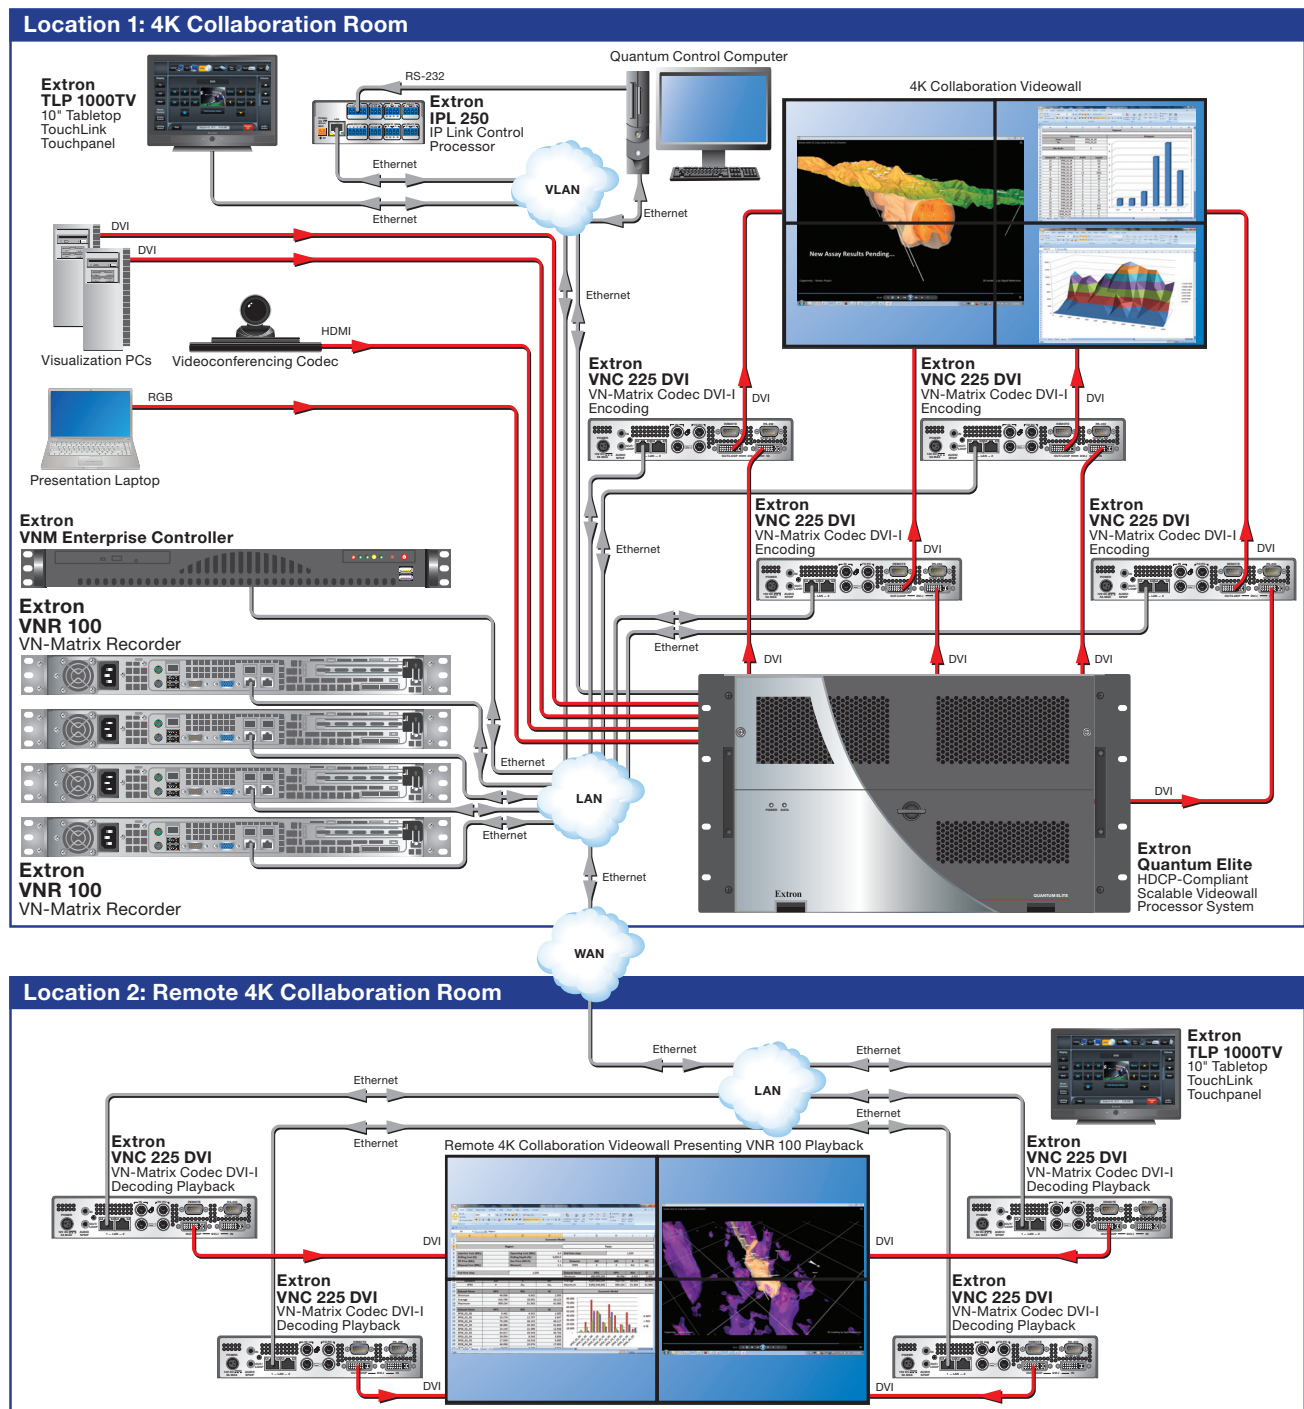 Location 1: 4K Collaboration Room
Extron
TLP 1000TV
10" Tabletop
TouchLink
Touchpanel
RS-232
Extron
IPL 250
IP Link Control
Processor
Quantum Control Computer
4K Collaboration Videowall
Ethernet
Ethernet
VLAN
Ethernet
DVI
DVI
New Assay Results Pending...
Ethernet
HDMI
Visualization PCs
Videoconferencing Codec
RGB
Presentation Laptop
Extron
VNC 225 DVI
VN-Matrix Codec DVI-I
Encoding
DVI
Extron
VNC 225 DVI
VN-Matrix Codec DVI-I
Encoding
DVI
Extron
VNC 225 DVI
VN-Matrix Codec DVI-I
Encoding
DVI
Extron
VNC 225 DVI
VN-Matrix Codec DVI-I
Encoding
DVI
Ethernet
Ethernet
Extron
VNM Enterprise Controller
Extron
VNR 100
VN-Matrix Recorder
DVI
DVI
DVI
Ethernet
LAN
DVI
Ethernet
Extron
VNR 100
VN-Matrix Recorder
Ethernet
Extron
QUANTUM ELITE
Extron
Quantum Elite
HDCP-Compliant
Scalable Videowall
Processor System
WAN
Location 2: Remote 4K Collaboration Room
Ethernet
Ethernet
Extron
TLP 1000TV
10" Tabletop
TouchLink
Touchpanel
LAN
Ethernet
Ethernet
Ethernet
Ethernet
Remote 4K Collaboration Videowall Presenting VNR 100 Playback
Extron
VNC 225 DVI
VN-Matrix Codec DVI-I
Decoding Playback
Extron
VNC 225 DVI
VN-Matrix Codec DVI-I
Decoding Playback
DVI
DVI
Extron
VNC 225 DVI
VN-Matrix Codec DVI-I
Decoding Playback
Extron
VNC 225 DVI
VN-Matrix Codec DVI-I
Decoding Playback
DVI
DVI